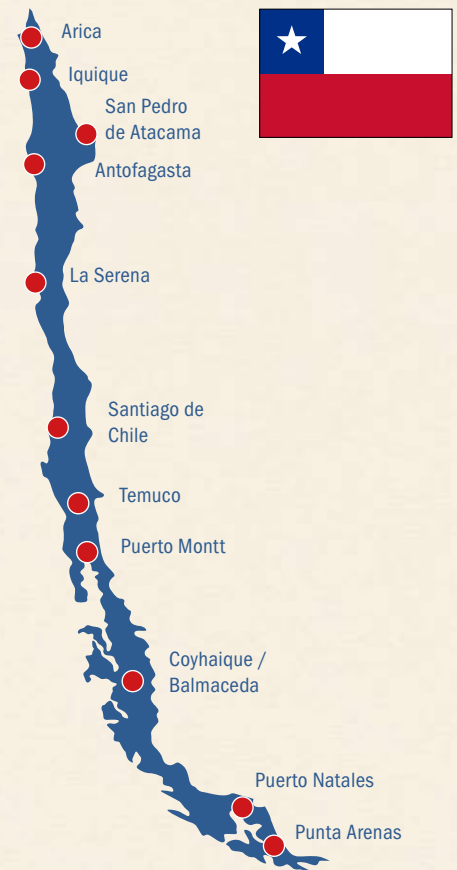 Arica
Iquique
San Pedro
de Atacama
Antofagasta
La Serena
Santiago de
Chile
Temuco
Puerto Montt
Coyhaique /
Balmaceda
Puerto Natales
Punta Arenas